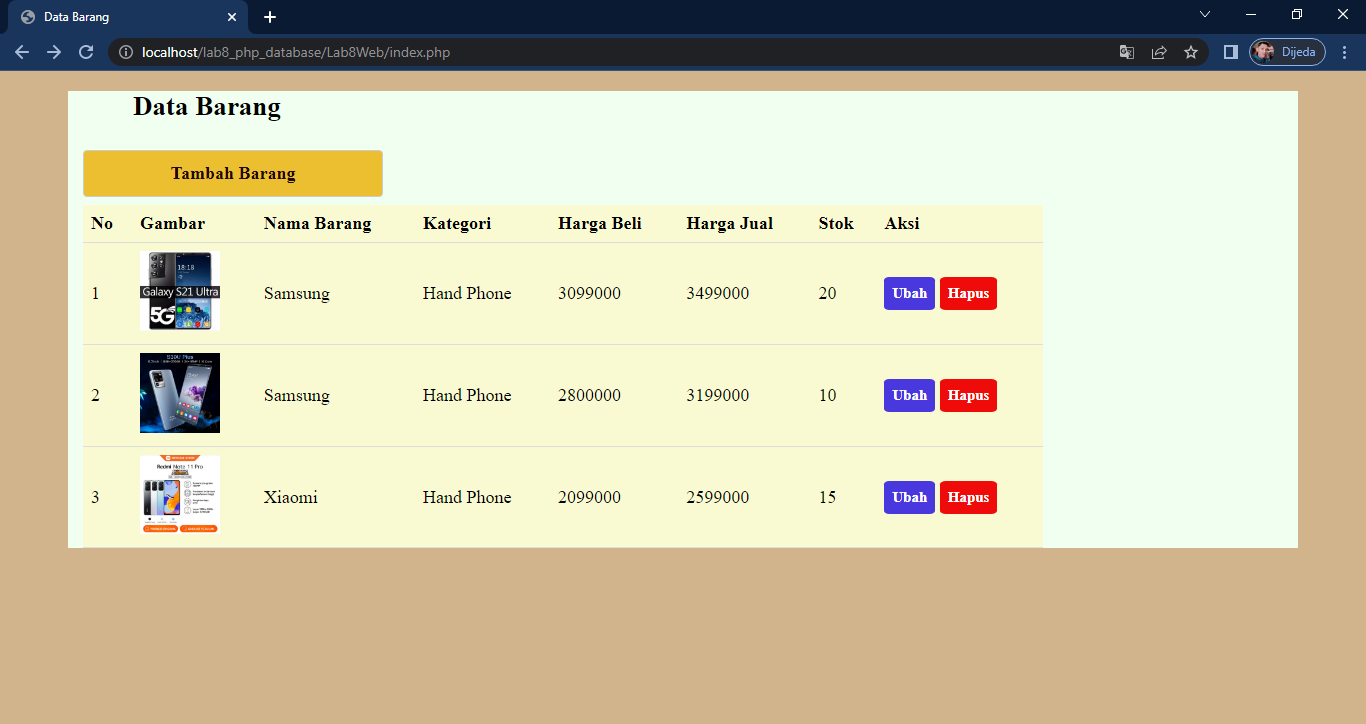 Data Barang
localhost/lab8_php_database/Lab8Web/index.php
Dijeda
Data Barang
Tambah Barang
No Gambar Nama Barang Kategori Harga Beli Harga Jual Stok Aksi
18:18
Galaxy S21 Ultra
5G
1 Samsung Hand Phone 3099000 3499000 20 Ubah Hapus
S30U Plus
2 Samsung Hand Phone 2800000 3199000 10 Ubah Hapus
Redmi Note 11 Pro
3 Xiaomi Hand Phone 2099000 2599000 15 Ubah Hapus